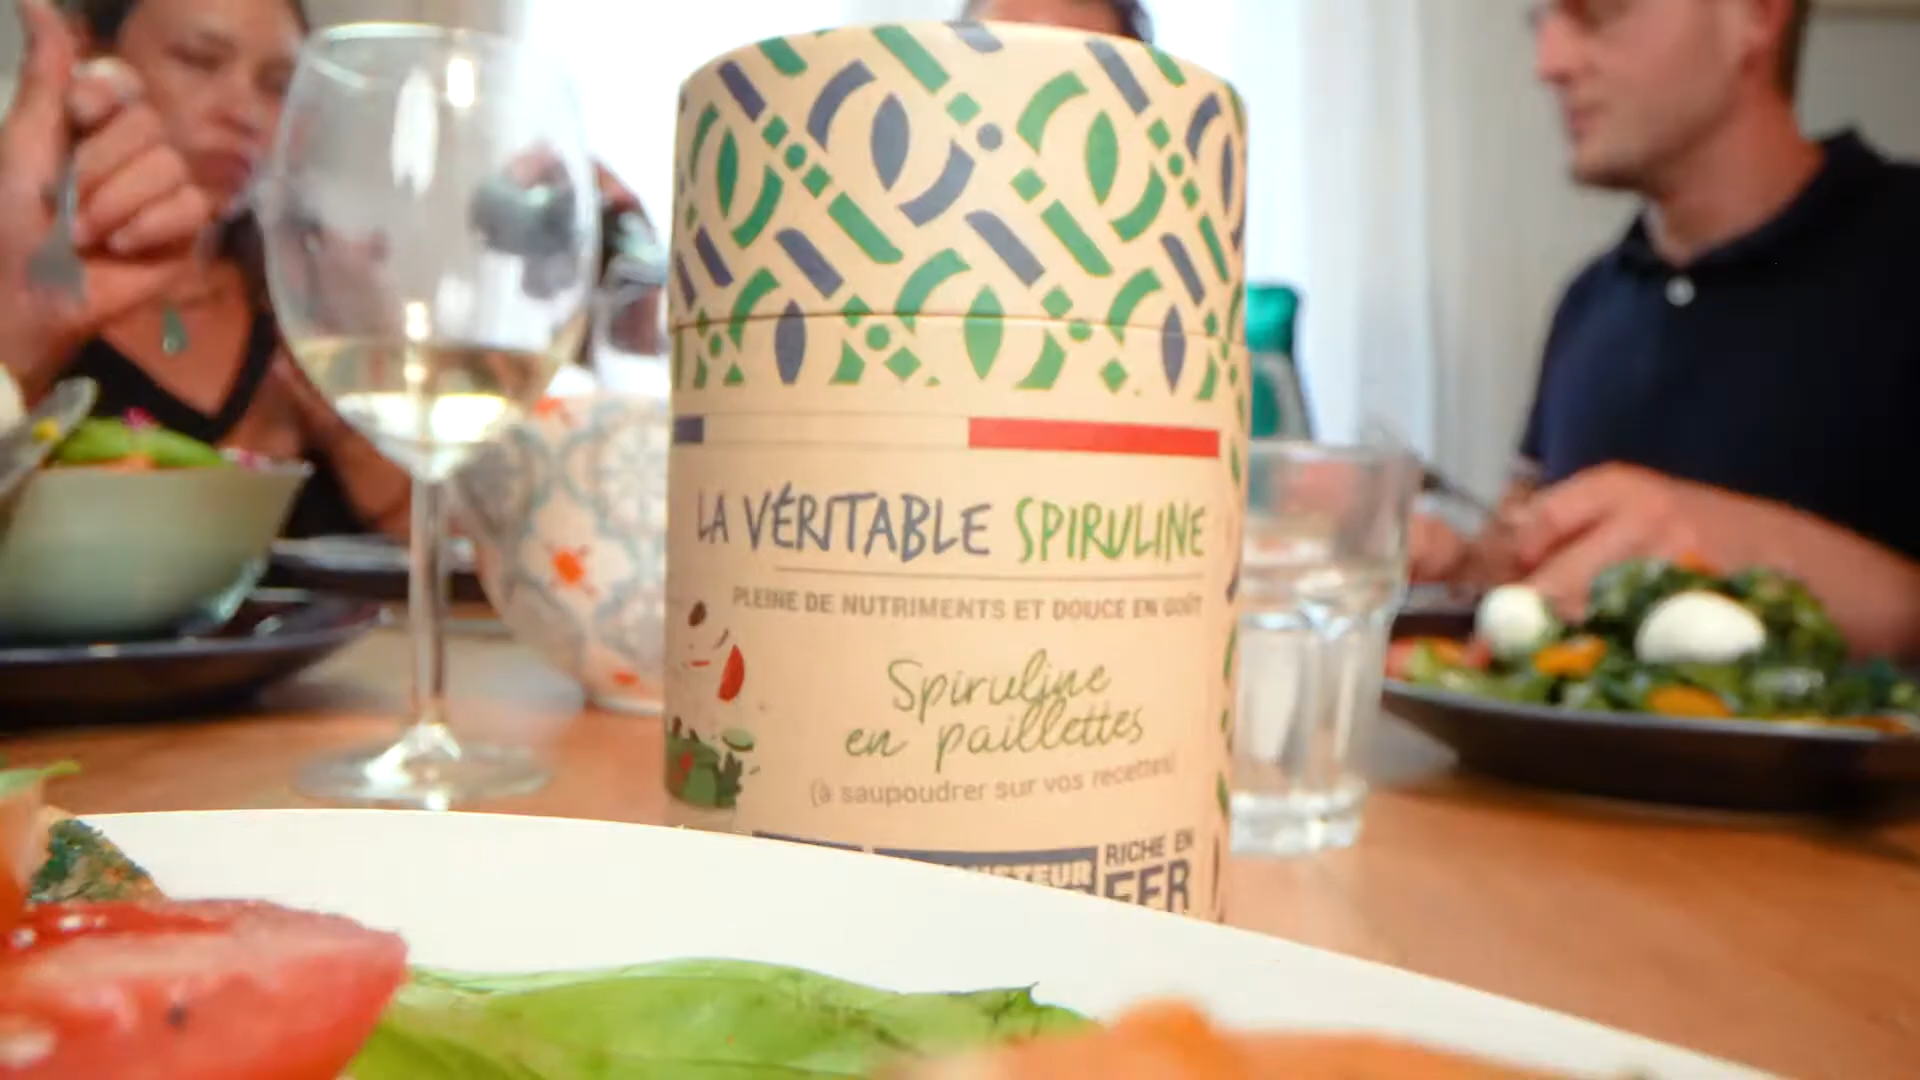 LA VÉRITABLE SPIRULINE
PLEINE DE NUTRIMENTS ET DOUCE EN GOÛT
Spiruline
en paillettes
(à saupoudrer sur vos recettes)
RICHE EN
FER